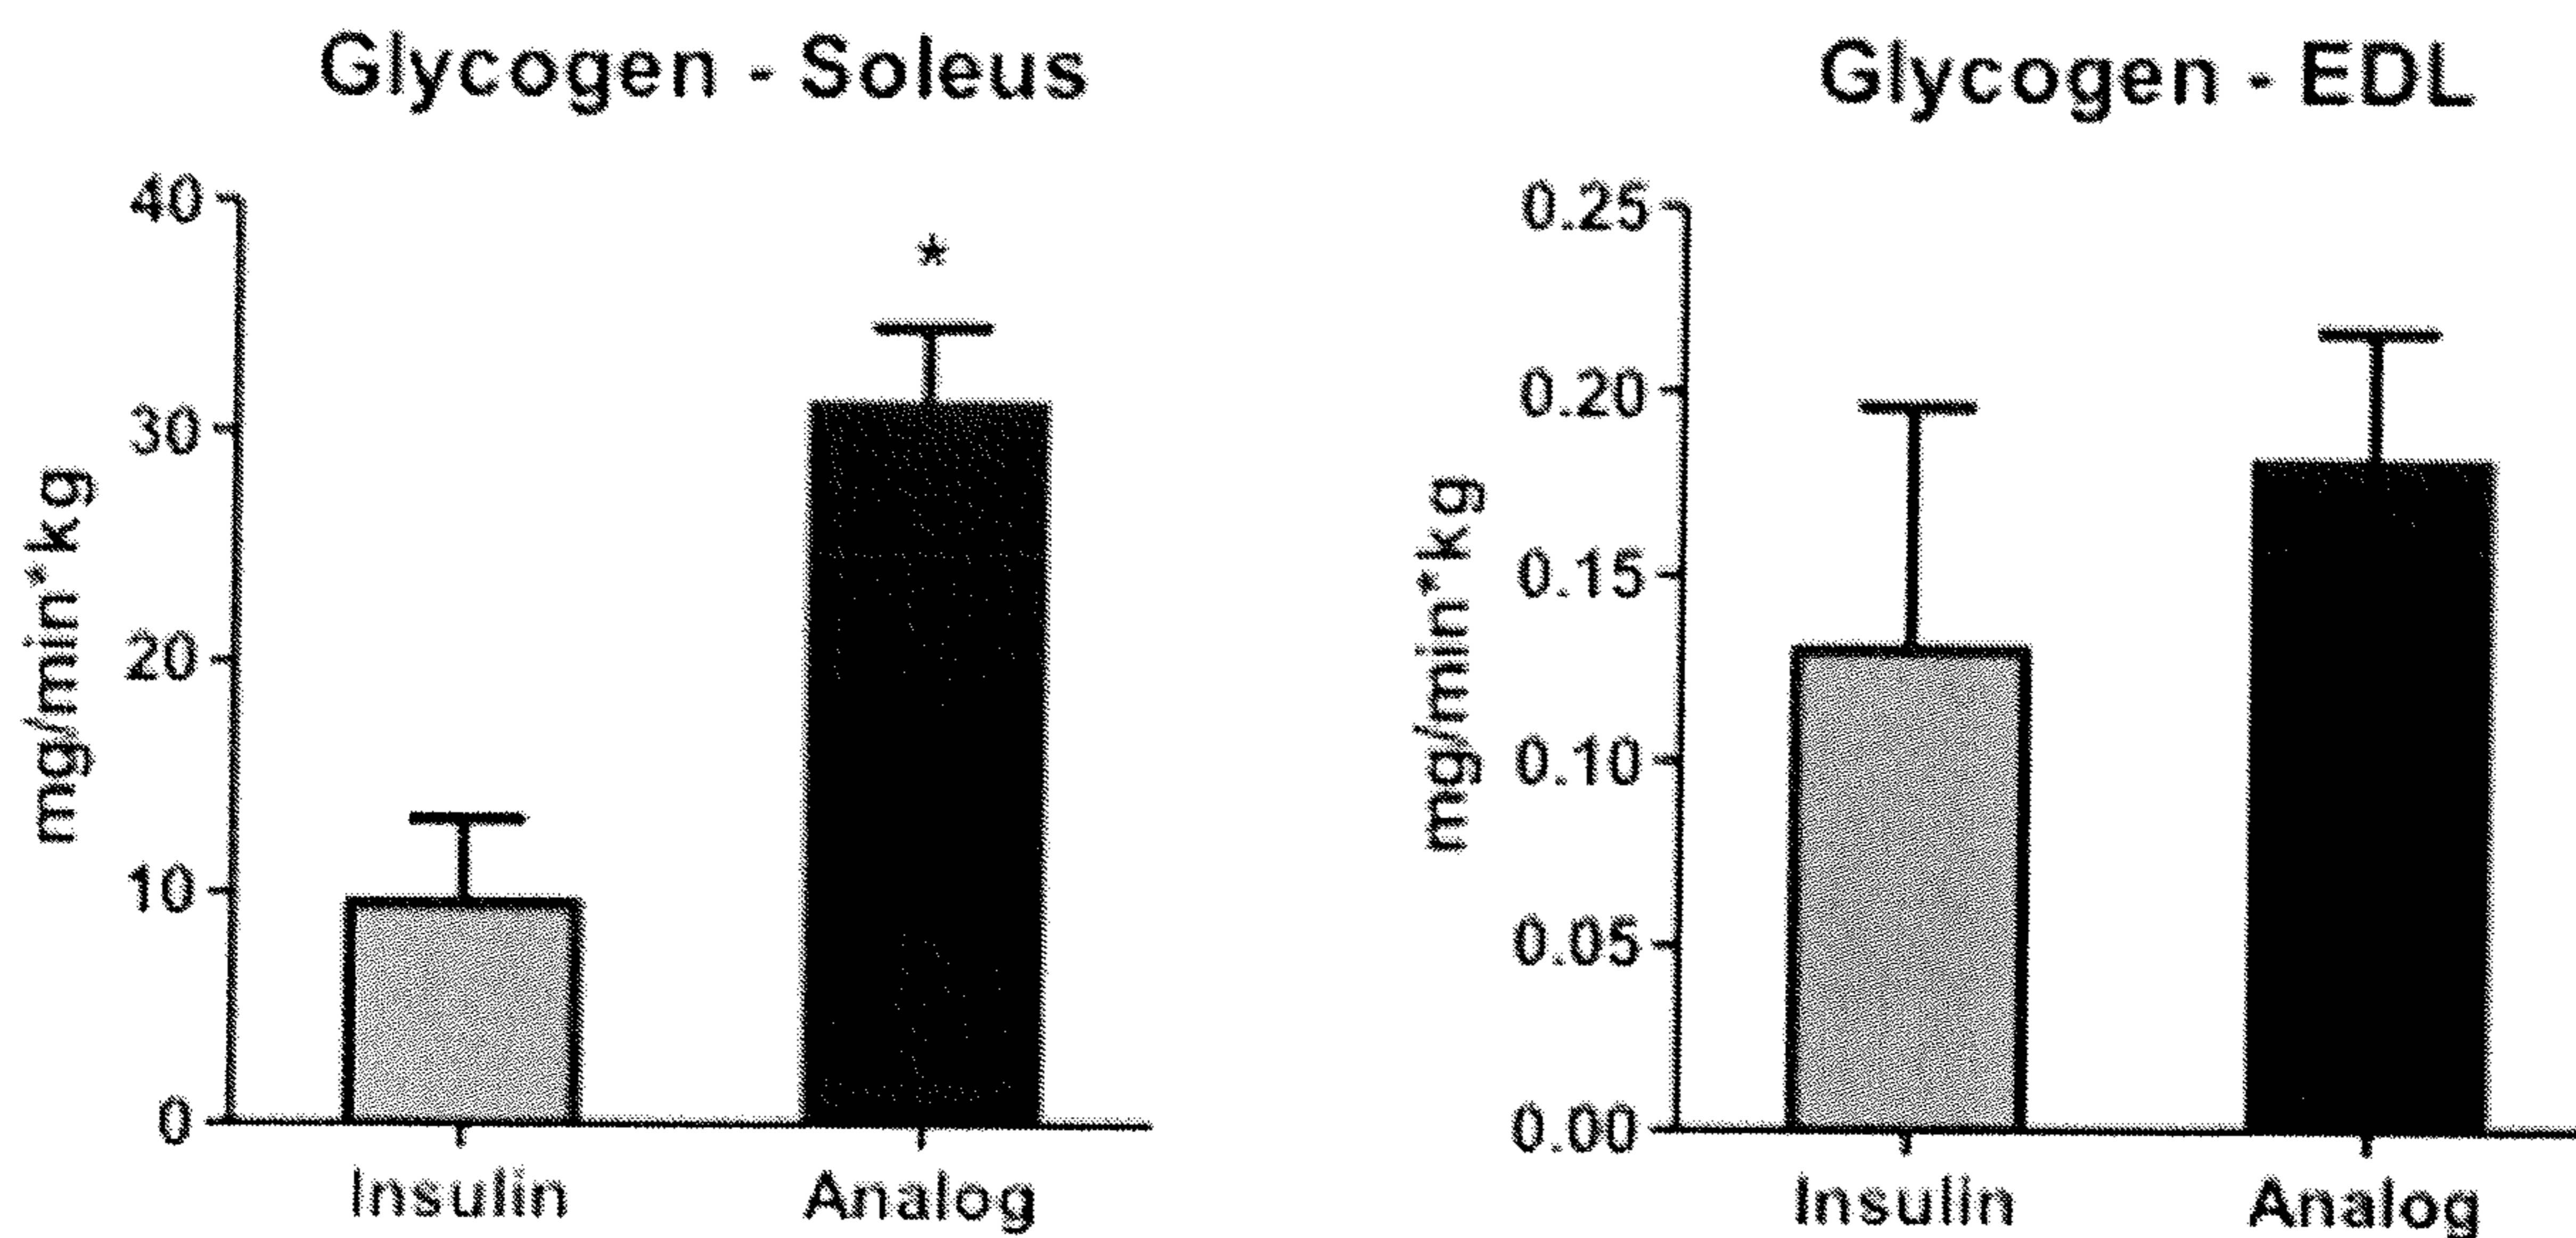 Glycogen - Soleus
40
30
20
10
0
mg/min*kg
*
Insulin Analog
Glycogen - EDL
0.25
0.20
0.15
0.10
0.05
0.00
mg/min*kg
Insulin Analog